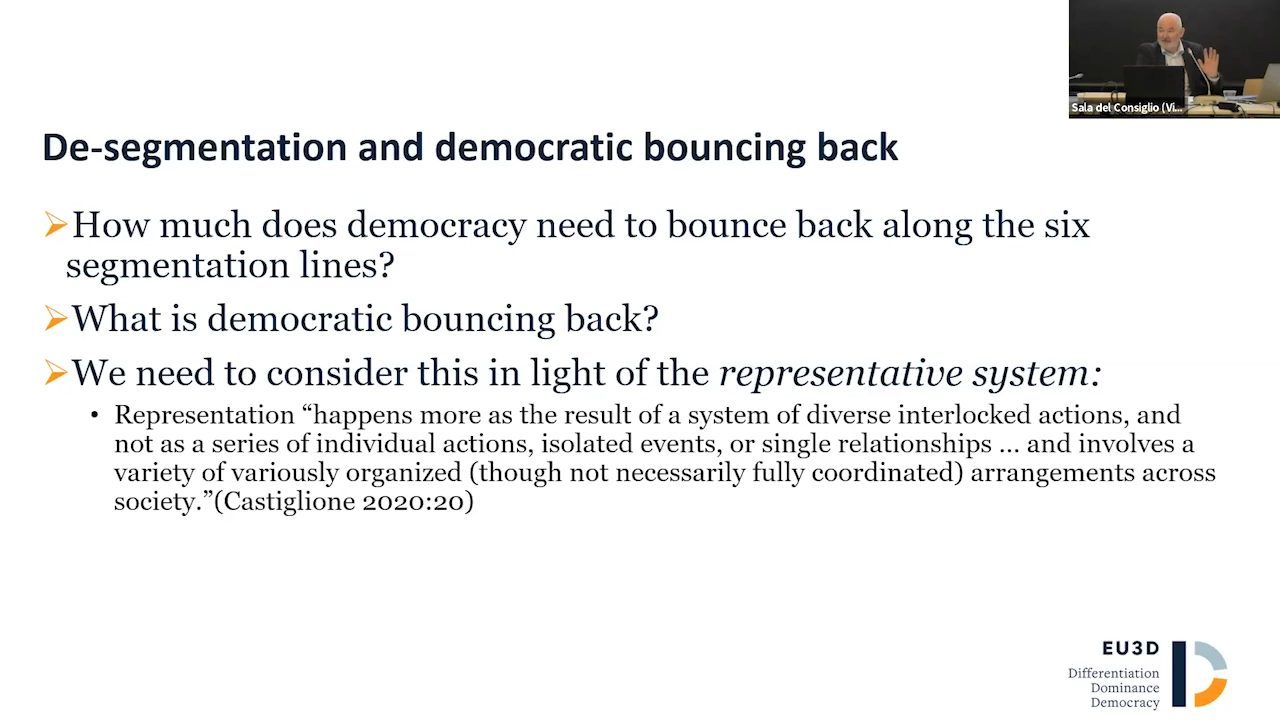 Sala del Consiglio (Vi...
De-segmentation and democratic bouncing back
➢How much does democracy need to bounce back along the six
segmentation lines?
➢What is democratic bouncing back?
➢We need to consider this in light of the representative system:
• Representation “happens more as the result of a system of diverse interlocked actions, and
not as a series of individual actions, isolated events, or single relationships … and involves a
variety of variously organized (though not necessarily fully coordinated) arrangements across
society.”(Castiglione 2020:20)
EU3D
Differentiation
Dominance
Democracy